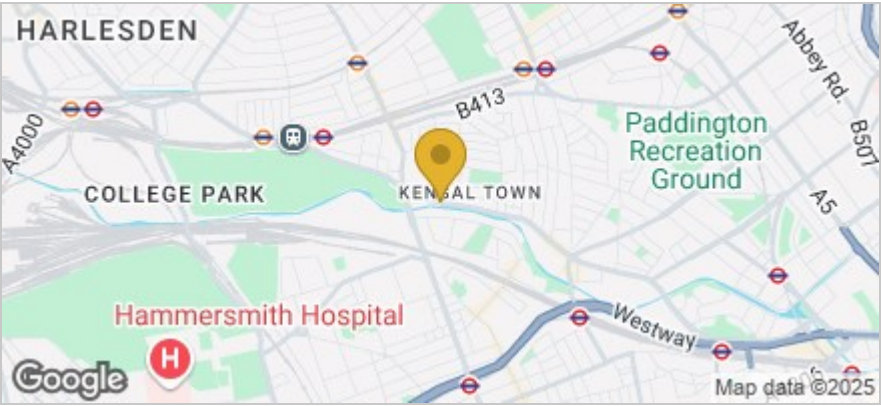 HARLESDEN
Abbey Rd.
B413
A4000
Paddington
Recreation
Ground
B507
COLLEGE PARK
KENSAL TOWN
A5
Hammersmith Hospital
Westway
H
Google
Map data ©2025